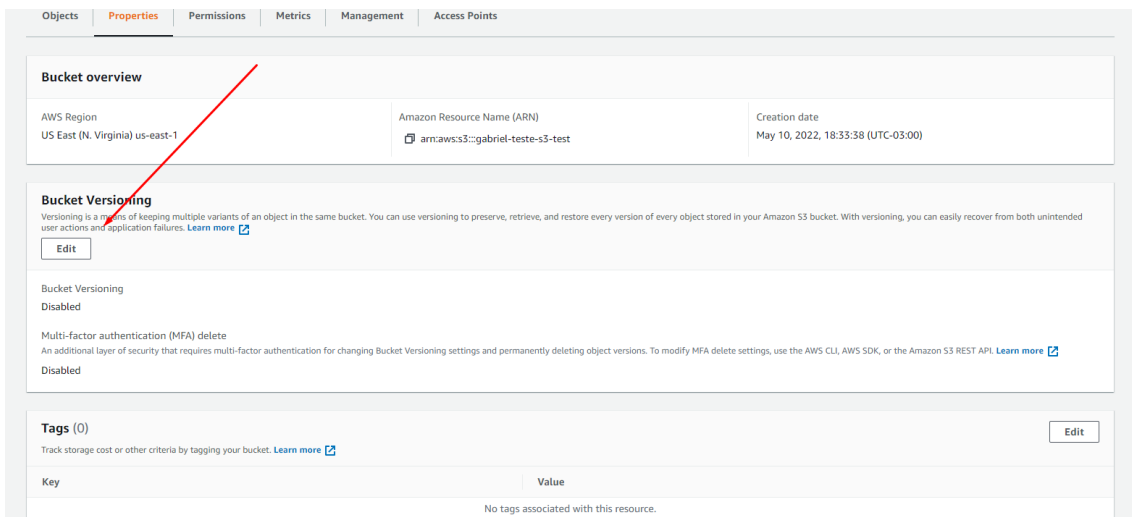 Objects Properties Permissions Metrics Management Access Points
Bucket overview
AWS Region
US East (N. Virginia) us-east-1
Amazon Resource Name (ARN)
arn:aws:s3:::gabriel-teste-s3-test
Creation date
May 10, 2022, 18:33:38 (UTC-03:00)
Bucket Versioning
Versioning is a means of keeping multiple variants of an object in the same bucket. You can use versioning to preserve, retrieve, and restore every version of every object stored in your Amazon S3 bucket. With versioning, you can easily recover from both unintended
user actions and application failures. Learn more
Edit
Bucket Versioning
Disabled
Multi-factor authentication (MFA) delete
An additional layer of security that requires multi-factor authentication for changing Bucket Versioning settings and permanently deleting object versions. To modify MFA delete settings, use the AWS CLI, AWS SDK, or the Amazon S3 REST API. Learn more
Disabled
Tags (0)
Edit
Track storage cost or other criteria by tagging your bucket. Learn more
Key Value
No tags associated with this resource.